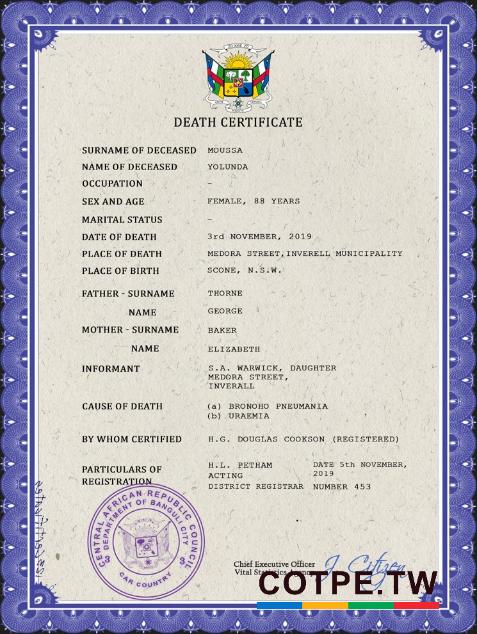 DEATH CERTIFICATE
SURNAME OF DECEASED MOUSSA
NAME OF DECEASED YOLUNDA
OCCUPATION -
SEX AND AGE FEMALE, 88 YEARS
MARITAL STATUS -
DATE OF DEATH 3rd NOVEMBER, 2019
PLACE OF DEATH MEDORA STREET,INVERELL MUNICIPALITY
PLACE OF BIRTH SCONE, N.S.W.
FATHER - SURNAME THORNE
NAME GEORGE
MOTHER - SURNAME BAKER
NAME ELIZABETH
INFORMANT S.A. WARWICK, DAUGHTER
MEDORA STREET,
INVERALL
CAUSE OF DEATH (a) BRONOHO PNEUMANIA
(b) URAEMIA
BY WHOM CERTIFIED H.G. DOUGLAS COOKSON (REGISTERED)
PARTICULARS OF REGISTRATION H.L. PETHAM DATE 5th NOVEMBER,
ACTING 2019
DISTRICT REGISTRAR NUMBER 453
CENTRAL AFRICAN REPUBLIC COUNCIL
DEPARTMENT OF BANGULI CITY
CAR COUNTRY
Chief Executive Officer
Vital Statistics
J. Citizen
COTPE.TW